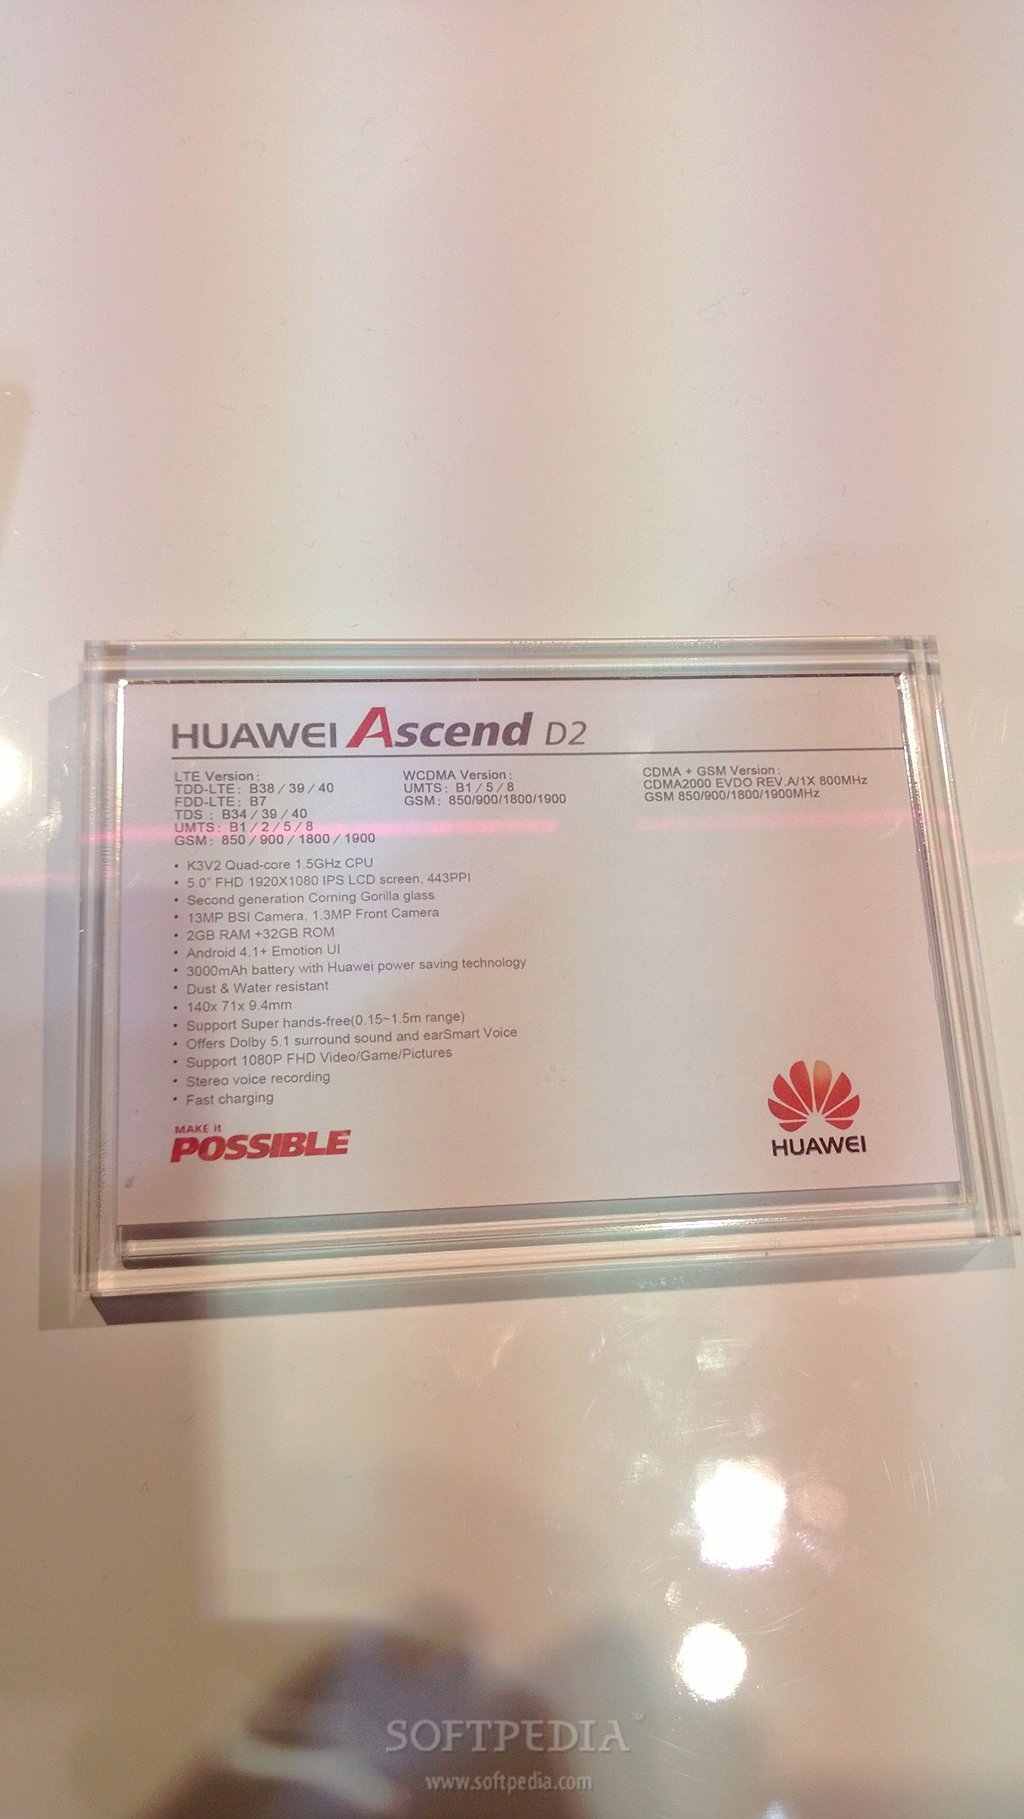 HUAWEI Ascend D2
LTE Version:
TDD-LTE: B38 / 39 / 40
FDD-LTE: B7
TDS : B34 / 39 / 40
UMTS: B1 / 2 / 5 / 8
GSM: 850 / 900 / 1800 / 1900
WCDMA Version:
UMTS: B1 / 5 / 8
GSM: 850/900/1800/1900
CDMA + GSM Version:
CDMA2000 EVDO REV.A/1X 800MHz
GSM 850/900/1800/1900MHz
• K3V2 Quad-core 1.5GHz CPU
• 5.0" FHD 1920X1080 IPS LCD screen, 443PPI
• Second generation Corning Gorilla glass
• 13MP BSI Camera, 1.3MP Front Camera
• 2GB RAM +32GB ROM
• Android 4.1+ Emotion UI
• 3000mAh battery with Huawei power saving technology
• Dust & Water resistant
• 140x 71x 9.4mm
• Support Super hands-free(0.15~1.5m range)
• Offers Dolby 5.1 surround sound and earSmart Voice
• Support 1080P FHD Video/Game/Pictures
• Stereo voice recording
• Fast charging
MAKE it
POSSIBLE
HUAWEI
SOFTPEDIA™
www.softpedia.com